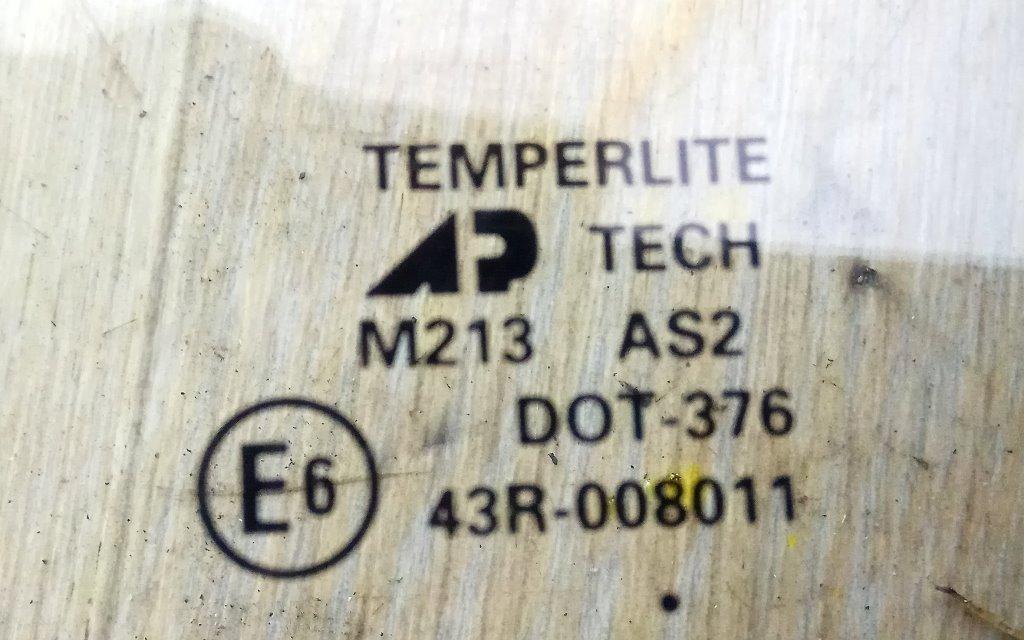 TEMPERLITE
AP TECH
M213 AS2
DOT-376
E6 43R-008011